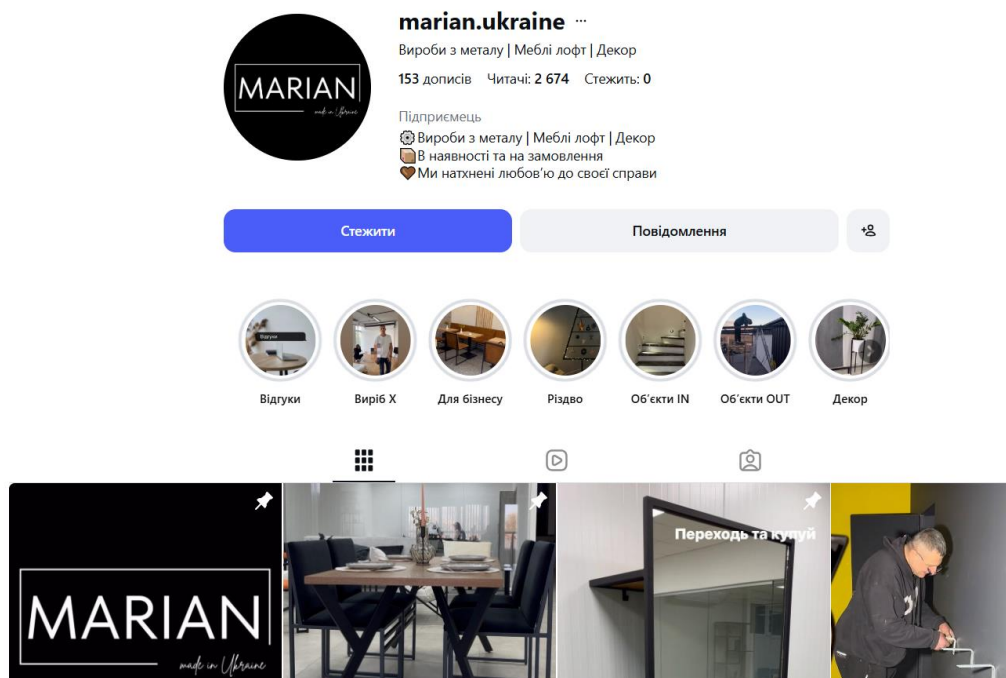 marian.ukraine ...
Вироби з металу | Меблі лофт | Декор
153 дописів Читачі: 2 674 Стежить: 0
Підприємець
Вироби з металу | Меблі лофт | Декор
В наявності та на замовлення
Ми натхнені любов'ю до своєї справи
MARIAN
made in Ukraine
Стежити
Повідомлення
Відгуки
Відгуки
Виріб Х
Для бізнесу
Різдво
Об'єкти IN
Об'єкти OUT
Декор
Переходь та купуй
MARIAN
made in Ukraine